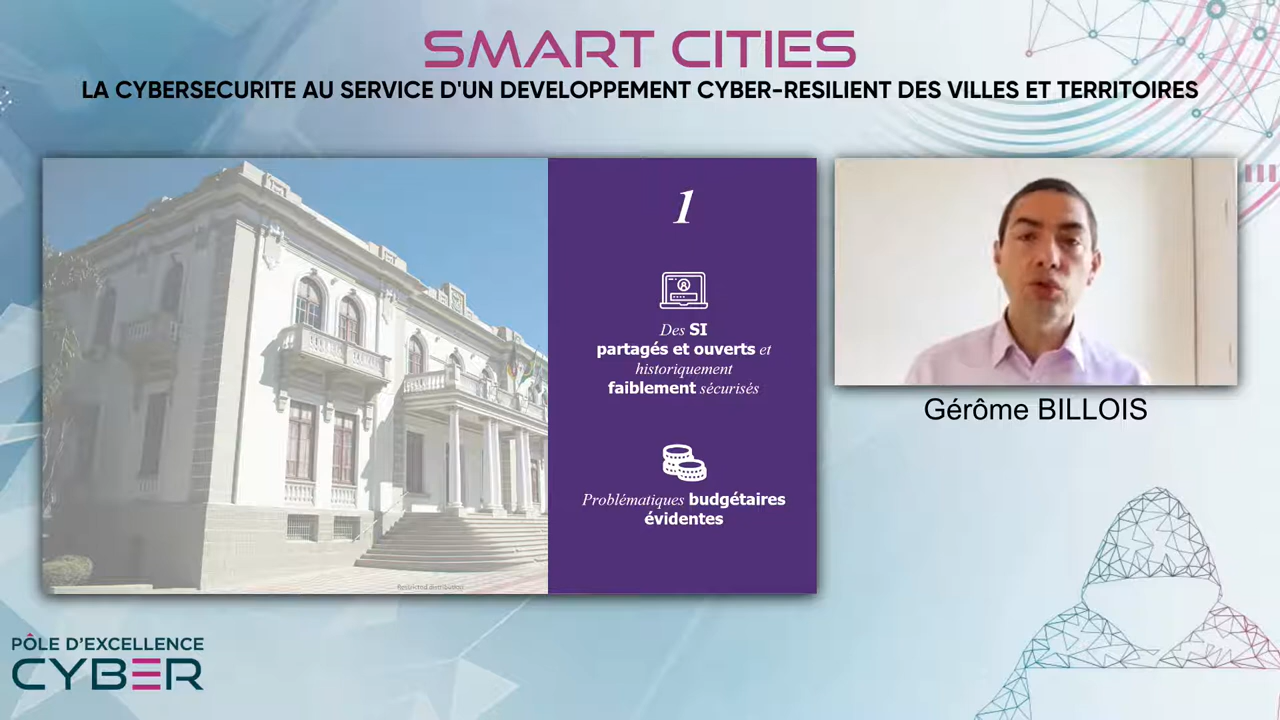 SMART CITIES
LA CYBERSECURITE AU SERVICE D'UN DEVELOPPEMENT CYBER-RESILIENT DES VILLES ET TERRITOIRES
1
Des SI
partagés et ouverts et
historiquement
faiblement sécurisés
Problématiques budgétaires
évidentes
Gérôme BILLOIS
PÔLE D'EXCELLENCE
CYBER